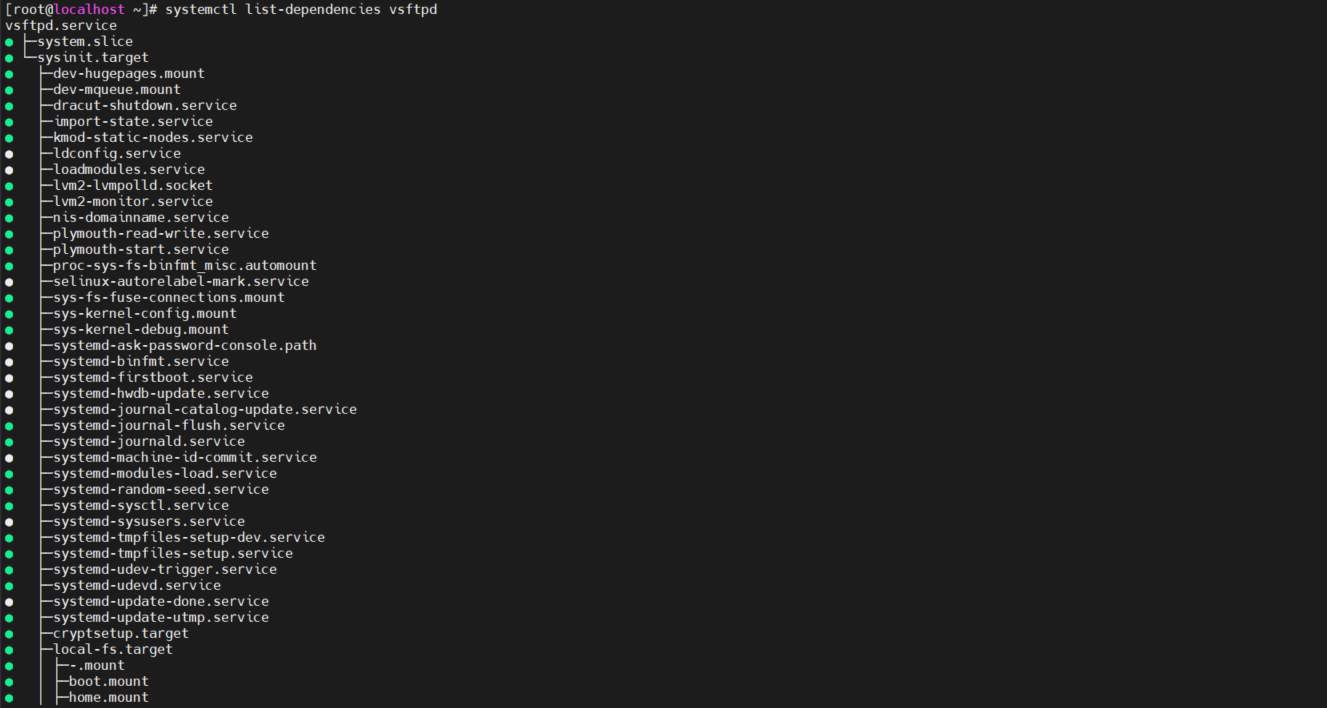 [root@localhost ~]# systemctl list-dependencies vsftpd
vsftpd.service
● ├─system.slice
● └─sysinit.target
●   ├─dev-hugepages.mount
●   ├─dev-mqueue.mount
●   ├─dracut-shutdown.service
●   ├─import-state.service
●   ├─kmod-static-nodes.service
●   ├─ldconfig.service
●   ├─loadmodules.service
●   ├─lvm2-lvmpolld.socket
●   ├─lvm2-monitor.service
●   ├─nis-domainname.service
●   ├─plymouth-read-write.service
●   ├─plymouth-start.service
●   ├─proc-sys-fs-binfmt_misc.automount
●   ├─selinux-autorelabel-mark.service
●   ├─sys-fs-fuse-connections.mount
●   ├─sys-kernel-config.mount
●   ├─sys-kernel-debug.mount
●   ├─systemd-ask-password-console.path
●   ├─systemd-binfmt.service
●   ├─systemd-firstboot.service
●   ├─systemd-hwdb-update.service
●   ├─systemd-journal-catalog-update.service
●   ├─systemd-journal-flush.service
●   ├─systemd-journald.service
●   ├─systemd-machine-id-commit.service
●   ├─systemd-modules-load.service
●   ├─systemd-random-seed.service
●   ├─systemd-sysctl.service
●   ├─systemd-sysusers.service
●   ├─systemd-tmpfiles-setup-dev.service
●   ├─systemd-tmpfiles-setup.service
●   ├─systemd-udev-trigger.service
●   ├─systemd-udevd.service
●   ├─systemd-update-done.service
●   ├─systemd-update-utmp.service
●   ├─cryptsetup.target
●   ├─local-fs.target
●   │ ├─-.mount
●   │ ├─boot.mount
●   │ ├─home.mount